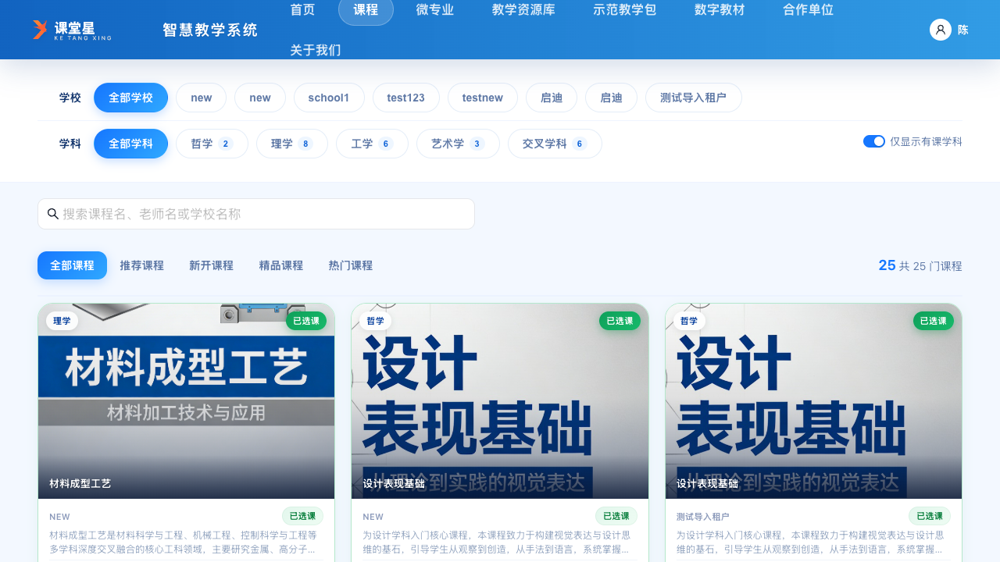 课堂星
KE TANG XING
智慧教学系统
首页 课程 微专业 教学资源库 示范教学包 数字教材 合作单位
关于我们
陈
学校 全部学校 new new school1 test123 testnew 启迪 启迪 测试导入租户
学科 全部学科 哲学 2 理学 8 工学 6 艺术学 3 交叉学科 6 仅显示有课学科
搜索课程名、老师名或学校名称
全部课程 推荐课程 新开课程 精品课程 热门课程 25 共 25 门课程
理学 已选课
材料成型工艺
材料加工技术与应用
材料成型工艺
NEW 已选课
材料成型工艺是材料科学与工程、机械工程、控制科学与工程等
多学科深度交叉融合的核心工科领域，主要研究金属、高分子...
哲学 已选课
设计
表现基础
从理论到实践的视觉表达
设计表现基础
NEW 已选课
为设计学科入门核心课程，本课程致力于构建视觉表达与设计思
维的基石，引导学生从观察到创造，从手法到语言，系统掌握...
哲学 已选课
设计
表现基础
从理论到实践的视觉表达
设计表现基础
测试导入租户 已选课
为设计学科入门核心课程，本课程致力于构建视觉表达与设计思
维的基石，引导学生从观察到创造，从手法到语言，系统掌握...